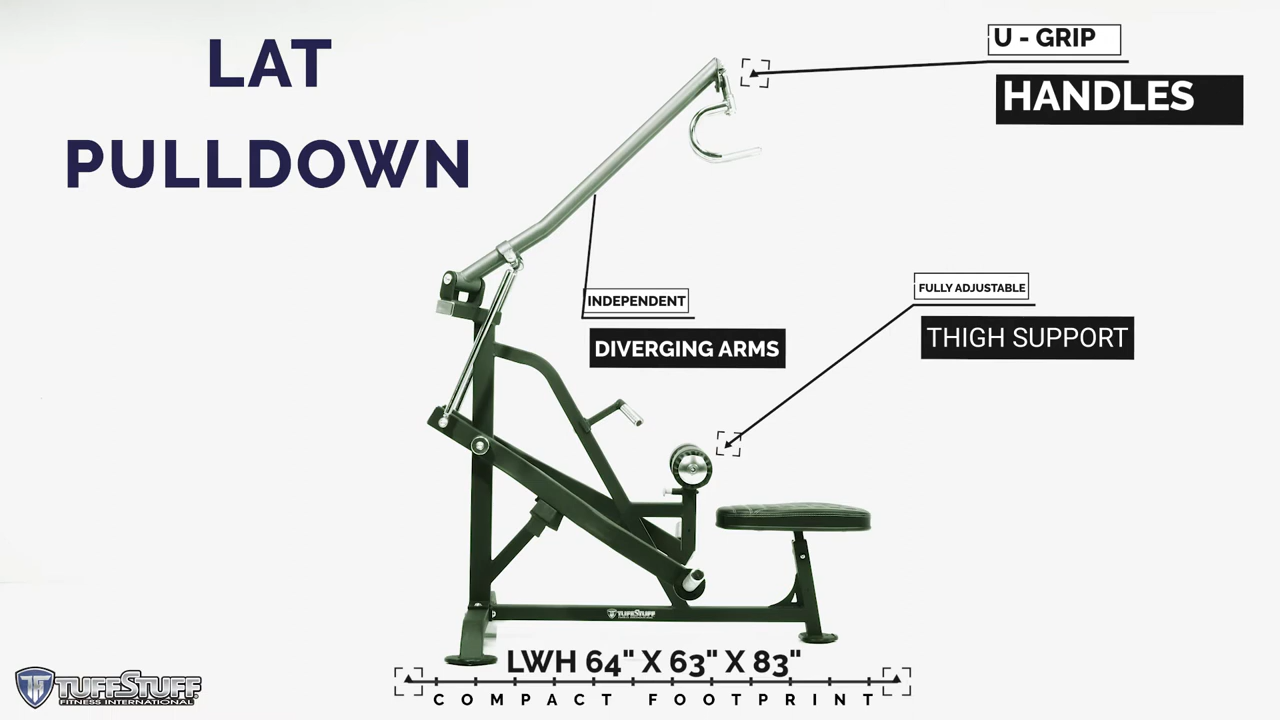 LAT
PULLDOWN
U - GRIP
HANDLES
INDEPENDENT
DIVERGING ARMS
FULLY ADJUSTABLE
THIGH SUPPORT
TUFFSTUFF
LWH 64" X 63" X 83"
COMPACT FOOTPRINT
TUFFSTUFF
FITNESS INTERNATIONAL